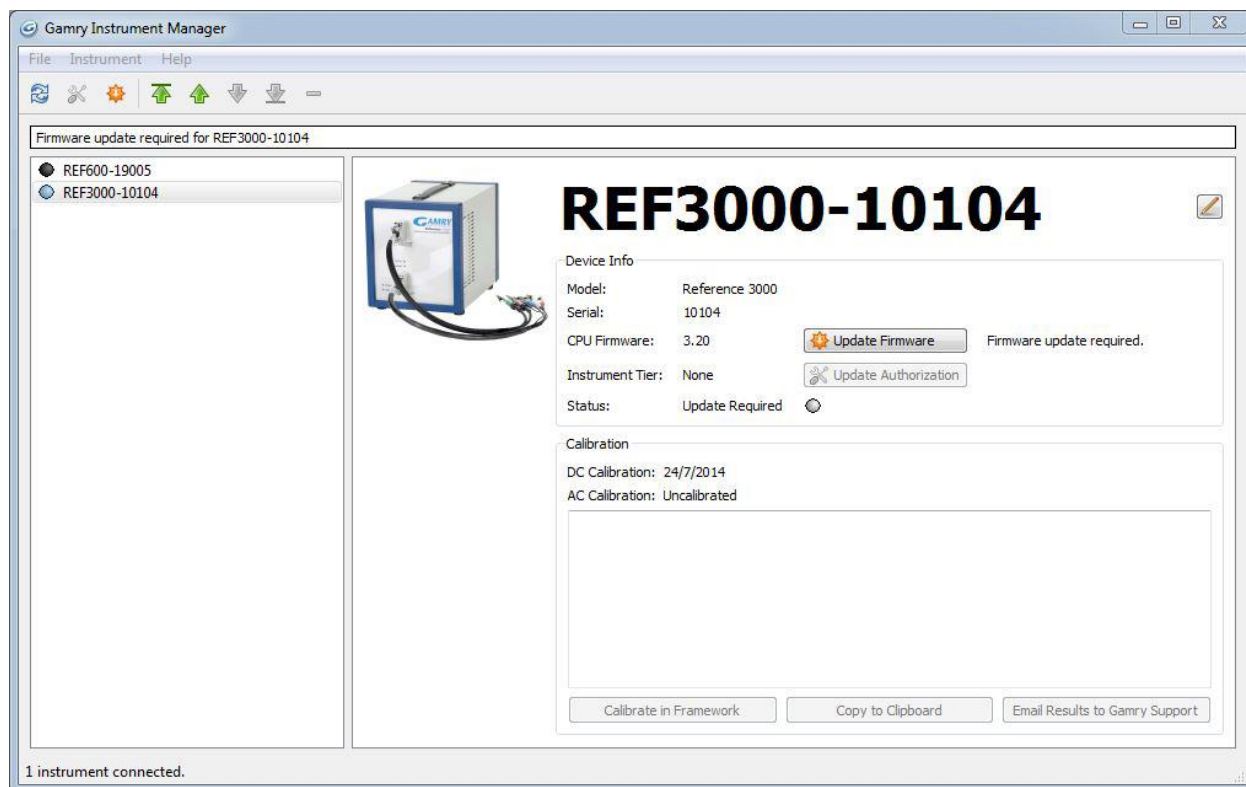 Gamry Instrument Manager
File Instrument Help
Firmware update required for REF3000-10104
REF600-19005
REF3000-10104
GAMRY
REF3000-10104
Device Info
Model: Reference 3000
Serial: 10104
CPU Firmware: 3.20 Update Firmware Firmware update required.
Instrument Tier: None Update Authorization
Status: Update Required
Calibration
DC Calibration: 24/7/2014
AC Calibration: Uncalibrated
Calibrate in Framework Copy to Clipboard Email Results to Gamry Support
1 instrument connected.